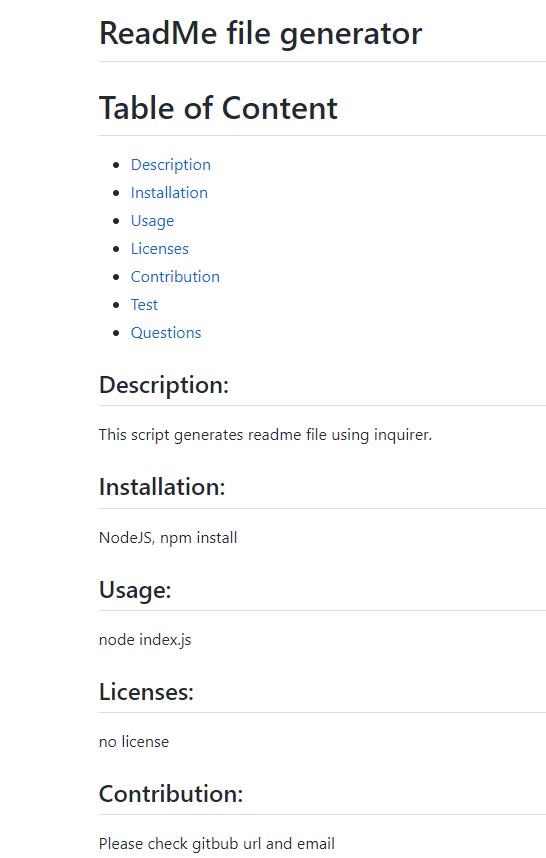 ReadMe file generator
Table of Content
Description
Installation
Usage
Licenses
Contribution
Test
Questions
Description:
This script generates readme file using inquirer.
Installation:
NodeJS, npm install
Usage:
node index.js
Licenses:
no license
Contribution:
Please check gitbub url and email